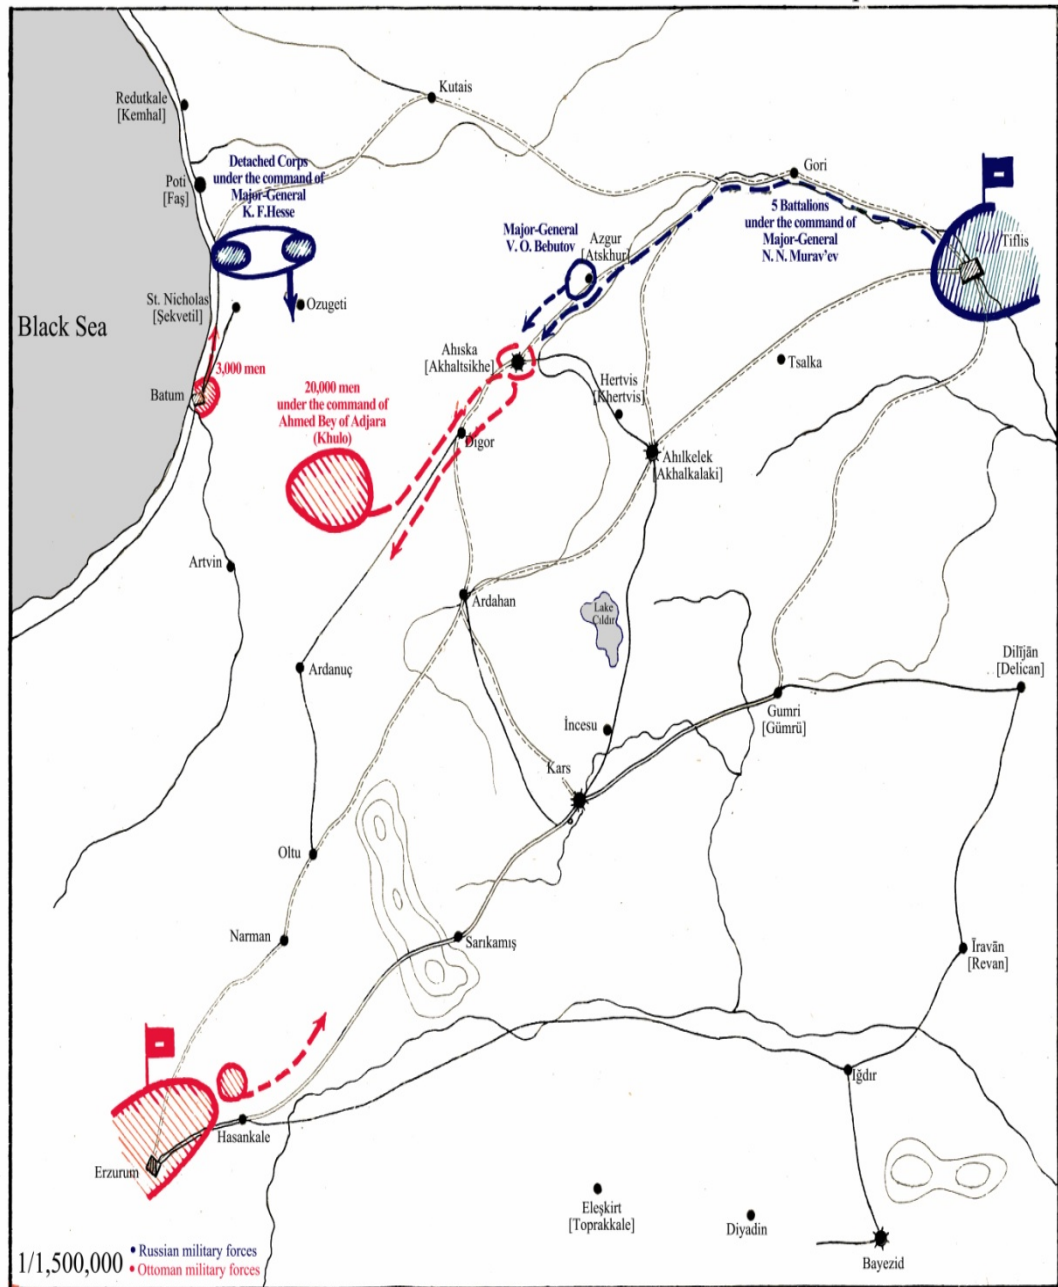 Redutkale
[Kemhal]
Kutais
Poti
[Faş]
Detached Corps
under the command of
Major-General
K. F.Hesse
Gori
5 Battalions
under the command of
Major-General
N. N. Murav'ev
Tiflis
Major-General
V. O. Bebutov
Azgur
[Atskhur]
St. Nicholas
[Şekvetil]
Ozugeti
Black Sea
Ahıska
[Akhaltsikhe]
Tsalka
3,000 men
Batum
20,000 men
under the command of
Ahmed Bey of Adjara
(Khulo)
Hertvis
[Khertvis]
Digor
Ahılkelek
[Akhalkalaki]
Artvin
Ardahan
Lake
Çıldır
Ardanuç
Dilījān
[Delican]
Gumri
[Gümrü]
İncesu
Kars
Oltu
Narman
Sarıkamış
Īravān
[Revan]
Iğdır
Hasankale
Erzurum
Eleşkirt
[Toprakkale]
Diyadin
Bayezid
1/1,500,000
• Russian military forces
• Ottoman military forces